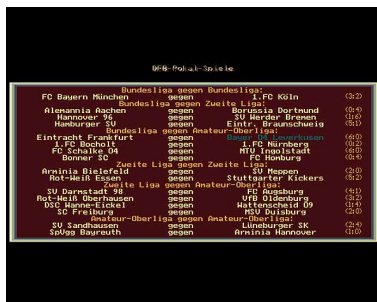 DFB-Pokal-Spiele
Bundesliga gegen Bundesliga:
FC Bayern München gegen 1.FC Köln (3:2)
Bundesliga gegen Zweite Liga:
Alemannia Aachen gegen Borussia Dortmund (0:4)
Hannover 96 gegen SV Werder Bremen (1:6)
Hamburger SV gegen Eintr. Braunschweig (5:1)
Bundesliga gegen Amateur-Oberliga:
Eintracht Frankfurt gegen Bayer 04 Leverkusen (6:0)
1.FC Bocholt gegen 1.FC Nürnberg (0:2)
FC Schalke 04 gegen MTV Ingolstadt (6:0)
Bonner SC gegen FC Homburg (0:4)
Zweite Liga gegen Zweite Liga:
Arminia Bielefeld gegen SV Meppen (2:0)
Rot-Weiß Essen gegen Stuttgarter Kickers (5:2)
Zweite Liga gegen Amateur-Oberliga:
SV Darmstadt 98 gegen FC Augsburg (4:1)
Rot-Weiß Oberhausen gegen VfB Oldenburg (3:2)
DSC Wanne-Eickel gegen Wattenscheid 09 (1:4)
SC Freiburg gegen MSV Duisburg (2:0)
Amateur-Oberliga gegen Amateur-Oberliga:
SV Sandhausen gegen Lüneburger SK (2:4)
SpVgg Bayreuth gegen Arminia Hannover (1:0)